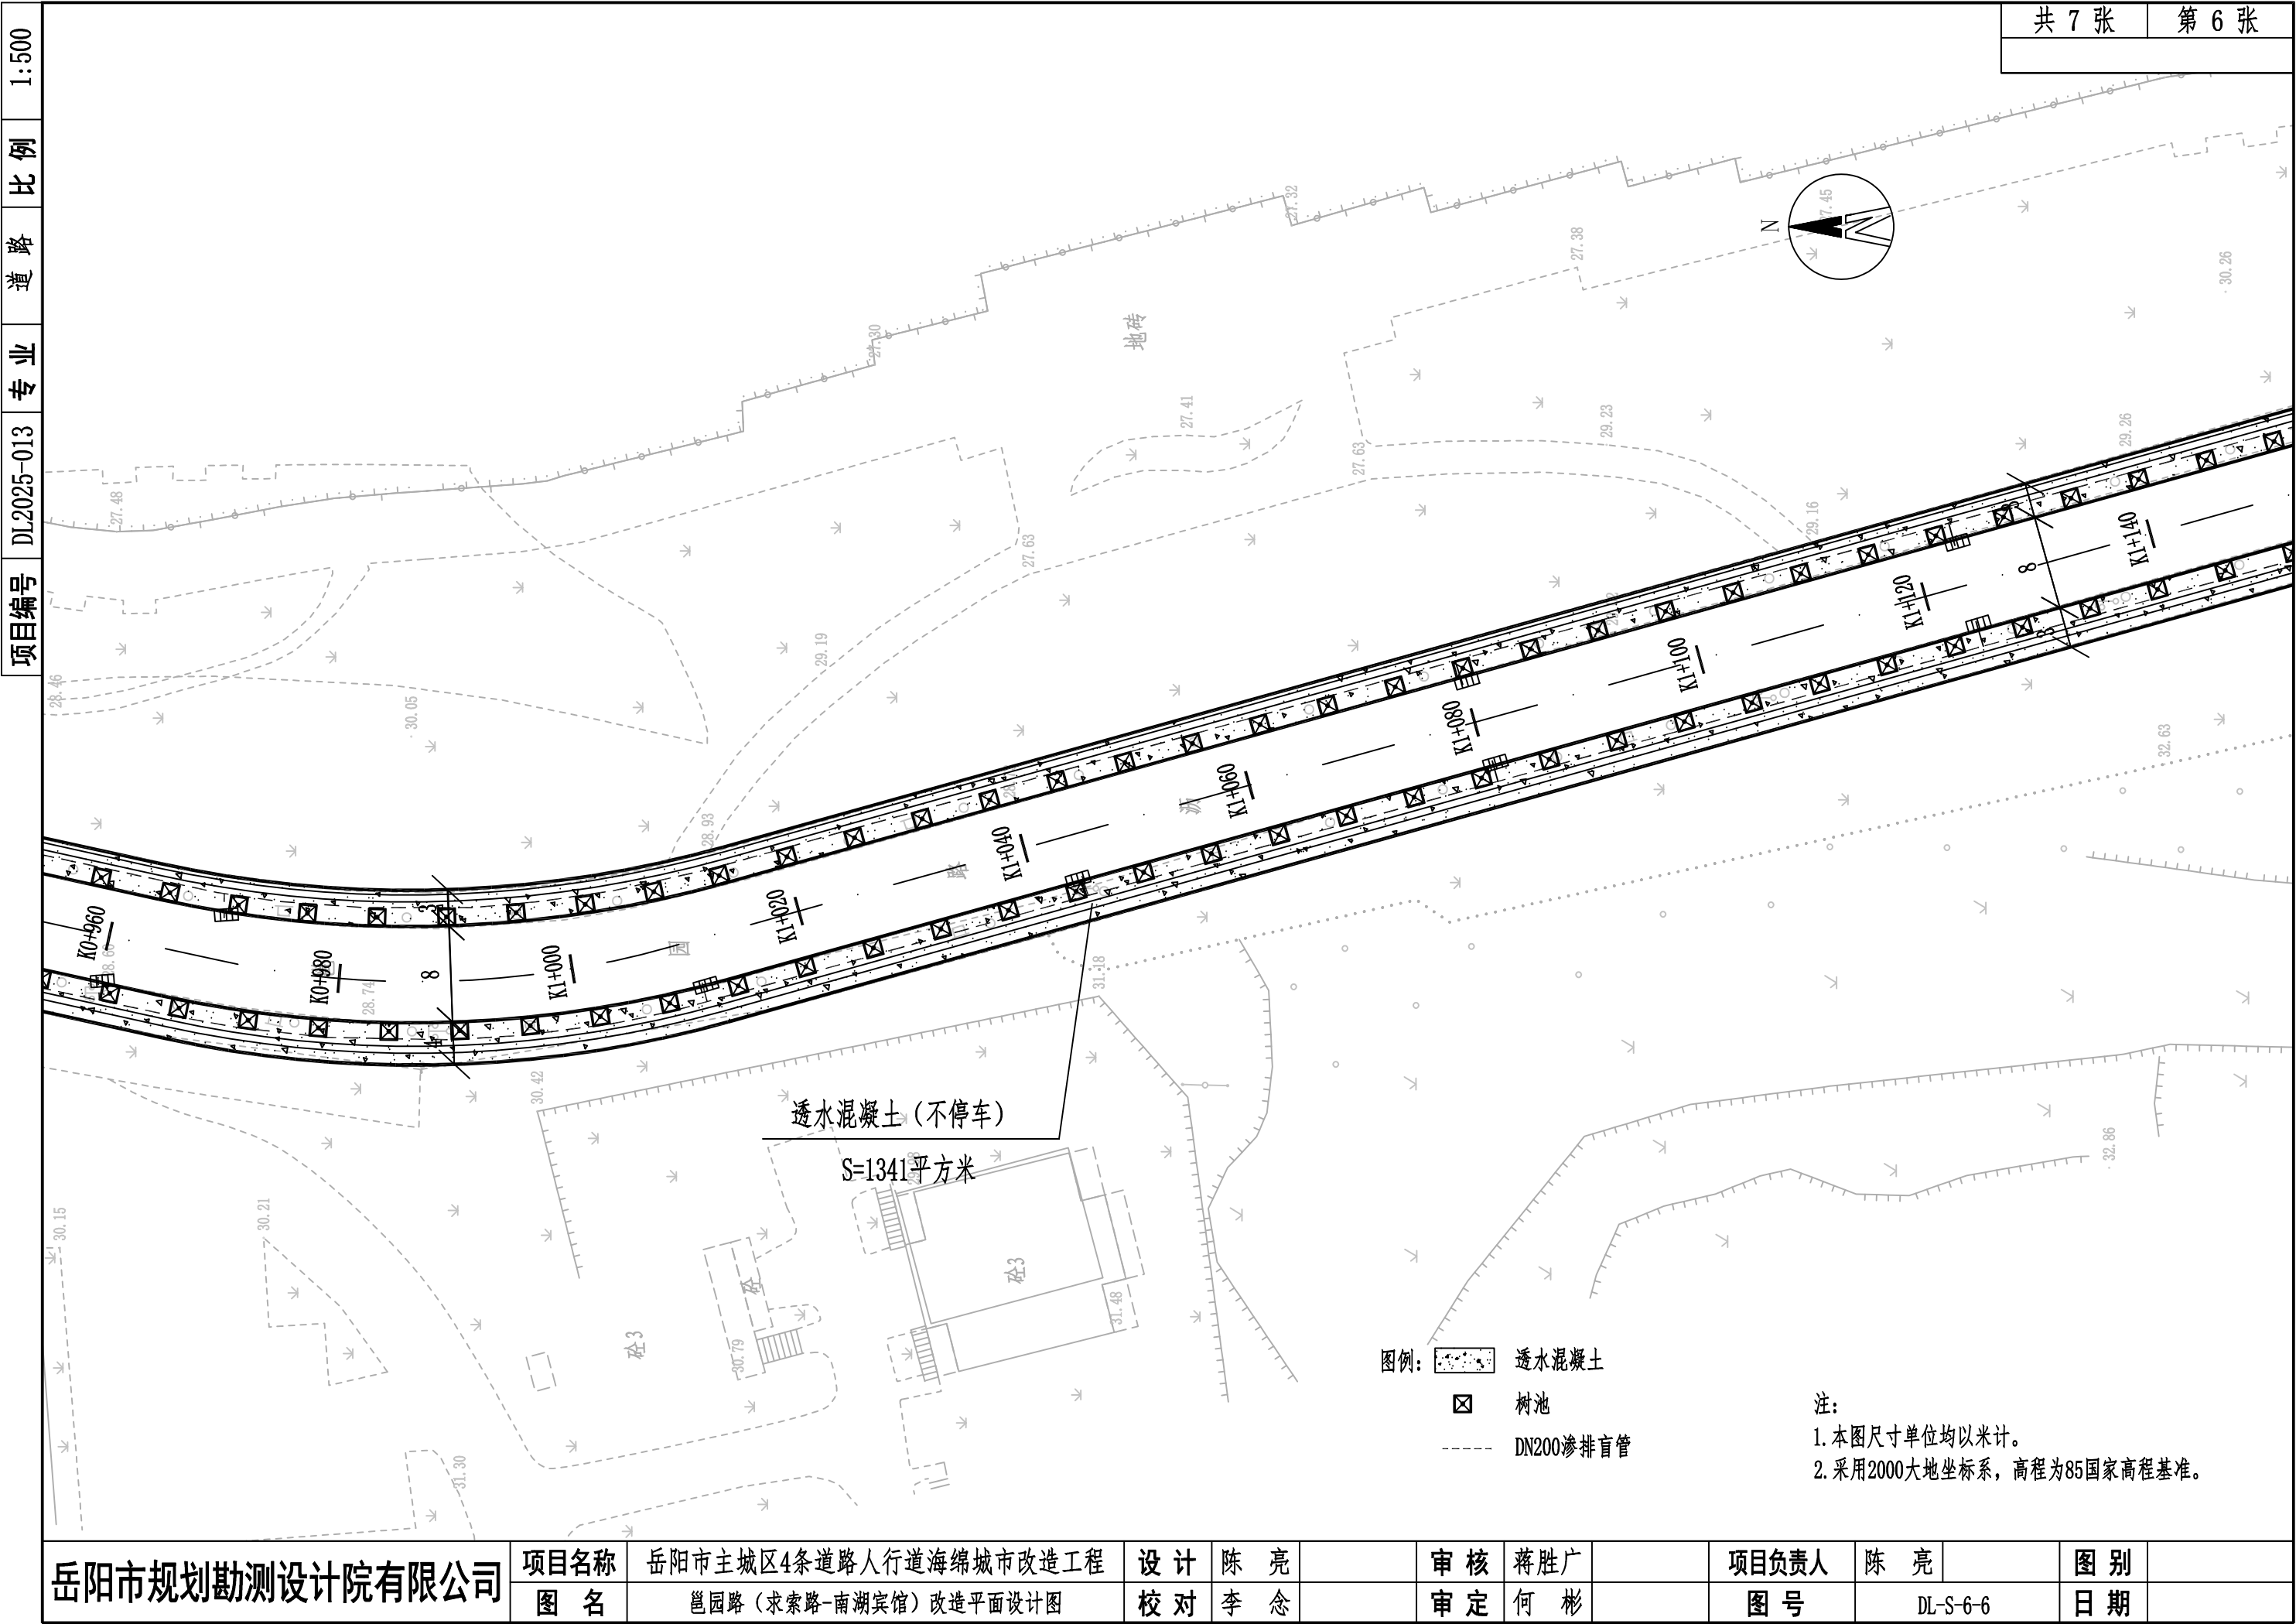 共 7 张 第 6 张
1:500
比 例
道 路
专 业
DL2025-013
项目编号
N
27.45
27.32
27.38
30.26
27.30
地砖
27.41
29.23
29.26
27.63
27.48
29.16
27.63
29.19
28.46
30.05
32.63
28.93
K0+960
K0+980
K1+000
K1+020
K1+040
K1+060
K1+080
K1+100
K1+120
K1+140
3
8
4
3
8
3
园
路
28.74
31.18
30.42
透水混凝土（不停车）
S=1341平方米
32.86
30.15
30.21
砼3
砼
砼3
31.48
30.79
31.30
图例：
透水混凝土
树池
DN200渗排盲管
注：
1.本图尺寸单位均以米计。
2.采用2000大地坐标系，高程为85国家高程基准。
岳阳市规划勘测设计院有限公司
项目名称 岳阳市主城区4条道路人行道海绵城市改造工程 设 计 陈 亮 审 核 蒋胜广 项目负责人 陈 亮 图 别
图 名 邕园路（求索路-南湖宾馆）改造平面设计图 校 对 李 念 审 定 何 彬 图 号 DL-S-6-6 日 期